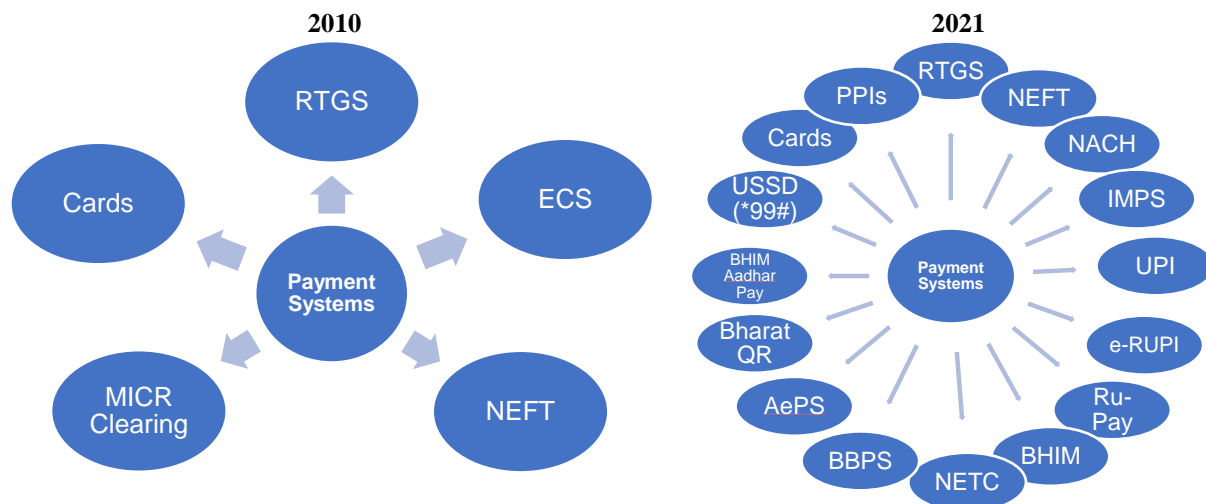 2010
RTGS
ECS
NEFT
MICR
Clearing
Cards
Payment
Systems
2021
RTGS
NEFT
NACH
IMPS
UPI
e-RUPI
Ru-
Pay
BHIM
NETC
BBPS
AePS
Bharat
QR
BHIM
Aadhar
Pay
USSD
(*99#)
Cards
PPIs
Payment
Systems